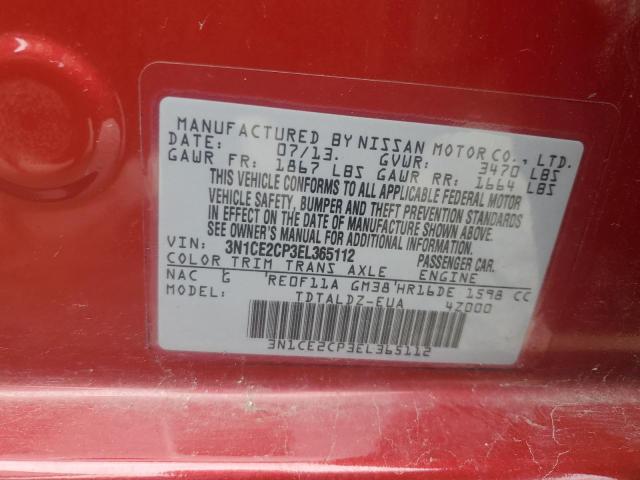 MANUFACTURED BY NISSAN MOTOR CO., LTD.
DATE: 07/13. GVWR: 3470 LBS
GAWR FR: 1867 LBS GAWR RR: 1664 LBS
THIS VEHICLE CONFORMS TO ALL APPLICABLE FEDERAL MOTOR
VEHICLE SAFETY, BUMPER AND THEFT PREVENTION STANDARDS
IN EFFECT ON THE DATE OF MANUFACTURE SHOWN ABOVE.
SEE OWNER'S MANUAL FOR ADDITIONAL INFORMATION.
VIN: 3N1CE2CP3EL365112 PASSENGER CAR.
COLOR TRIM TRANS AXLE ENGINE
NAC G RE0F11A GM38 HR16DE 1598 CC
TDTALDZ-EUA 4Z000
3N1CE2CP3EL365112